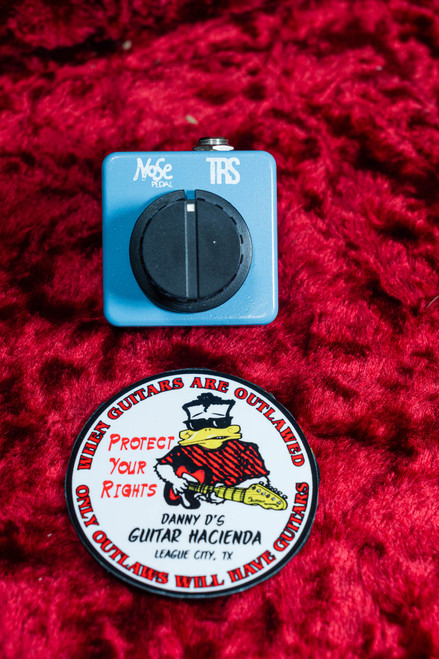 NoSe TRS
PEDAL
WHEN GUITARS ARE OUTLAWED
PROTECT
YOUR
RIGHTS
DANNY D'S
GUITAR HACIENDA
LEAGUE CITY, TX
ONLY OUTLAWS WILL HAVE GUITARS